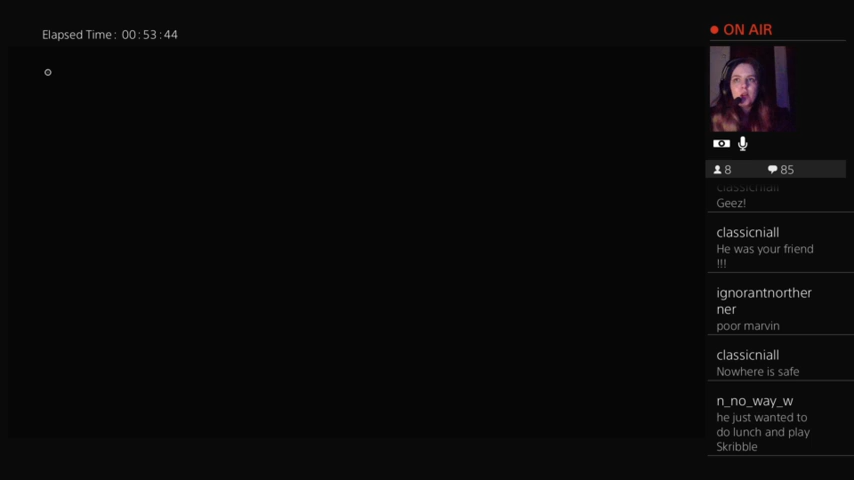 Elapsed Time: 00:53:44
ON AIR
8 85
classicniall
Geez!
classicniall
He was your friend
!!!
ignorantnorther
ner
poor marvin
classicniall
Nowhere is safe
n_no_way_w
he just wanted to
do lunch and play
Skribble